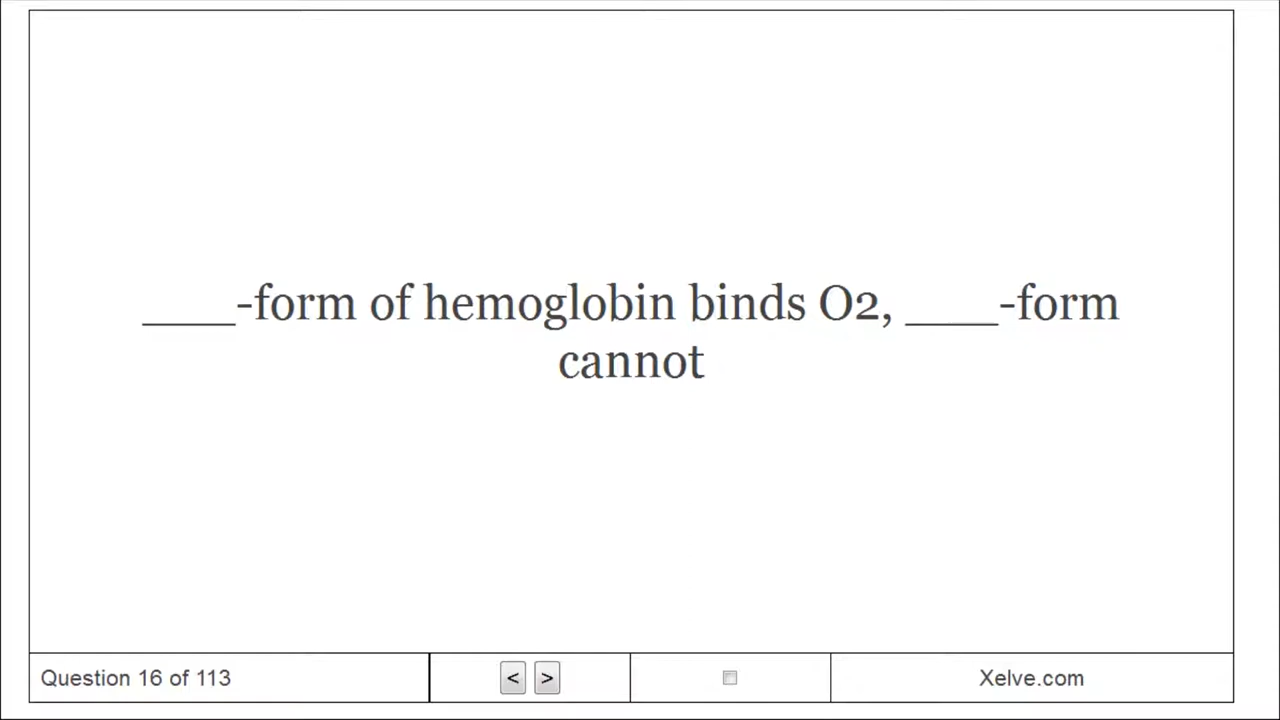 ____-form of hemoglobin binds O2, ____-form
cannot
Question 16 of 113
<
>
Xelve.com